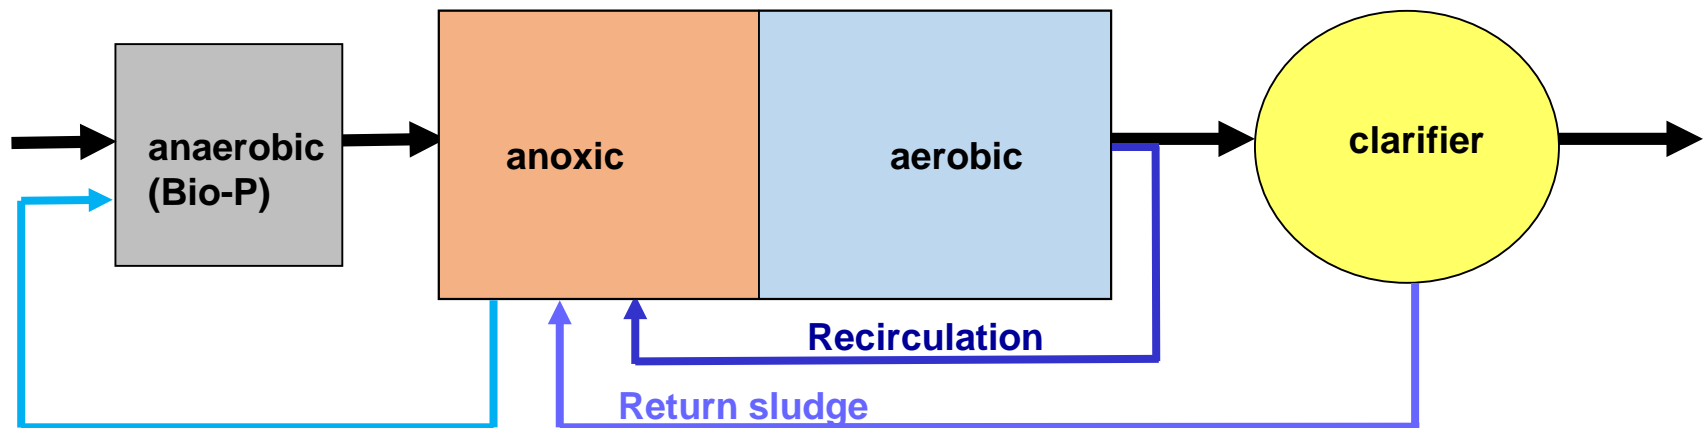 anaerobic
(Bio-P)
anoxic
aerobic
clarifier
Recirculation
Return sludge